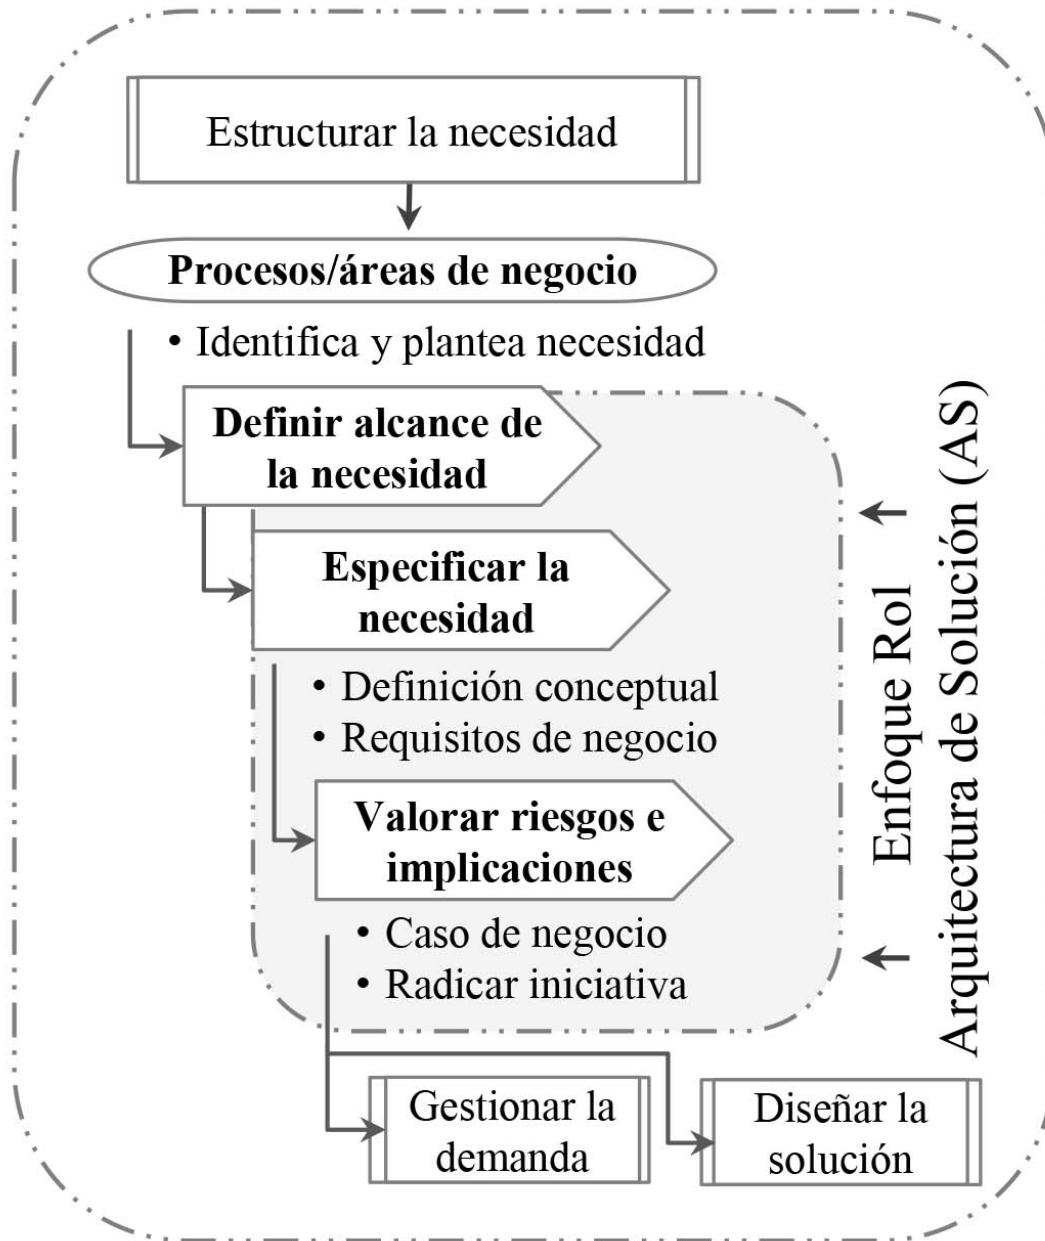 Estructurar la necesidad
Procesos/áreas de negocio
• Identifica y plantea necesidad
Definir alcance de
la necesidad
Especificar la
necesidad
• Definición conceptual
• Requisitos de negocio
Valorar riesgos e
implicaciones
• Caso de negocio
• Radicar iniciativa
Gestionar la
demanda
Diseñar la
solución
Enfoque Rol
Arquitectura de Solución (AS)